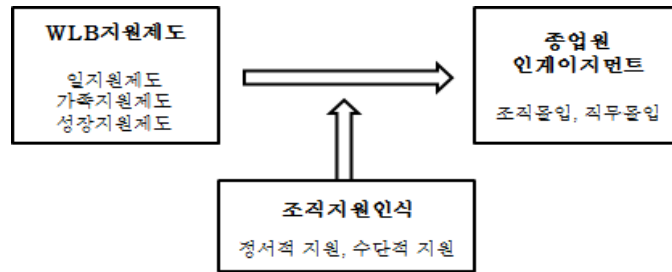 WLB지원제도
일지원제도
가족지원제도
성장지원제도
종업원
인게이지먼트
조직몰입, 직무몰입
조직지원인식
정서적 지원, 수단적 지원